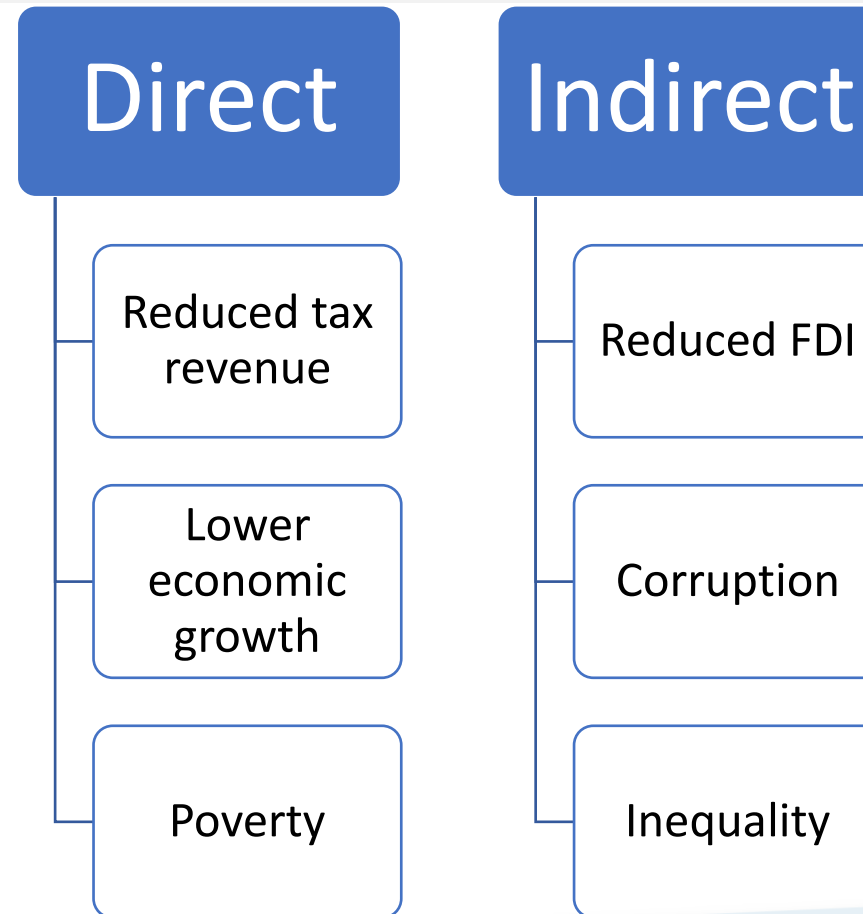 Direct
Reduced tax
revenue
Lower
economic
growth
Poverty
Indirect
Reduced FDI
Corruption
Inequality